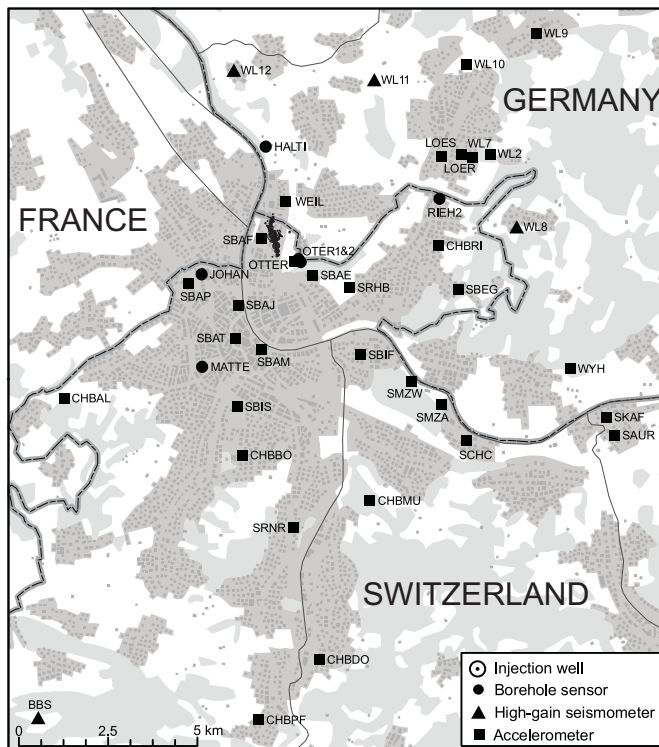 WL9
WL12
WL10
WL11
GERMANY
HALTI
LOES
WL7
WL2
LOER
WEIL
RIEH2
FRANCE
WL8
SBAF
CHBRI
OTER1&2
OTTER
JOHAN
SBAE
SBAP
SRHB
SBEG
SBAJ
SBAT
SBAM
SBIF
MATTE
WYH
SMZW
CHBAL
SBIS
SMZA
SKAF
SAUR
SCHC
CHBBO
CHBMU
SRNR
SWITZERLAND
CHBDO
Injection well
Borehole sensor
BBS
High-gain seismometer
CHBPF
Accelerometer
0 2.5 5 km